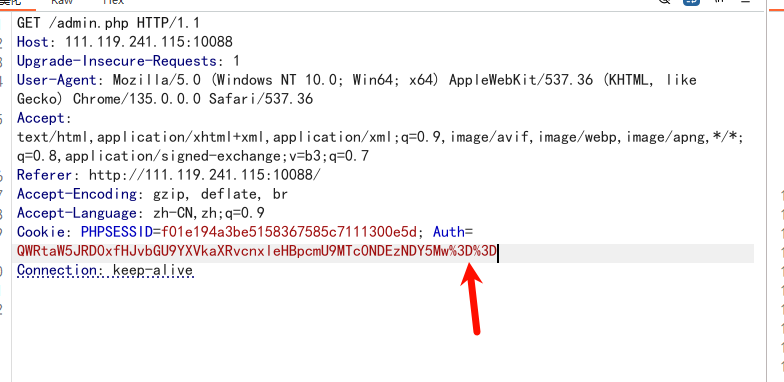 Raw
Hex
GET /admin.php HTTP/1.1
Host: 111.119.241.115:10088
Upgrade-Insecure-Requests: 1
User-Agent: Mozilla/5.0 (Windows NT 10.0; Win64; x64) AppleWebKit/537.36 (KHTML, like
Gecko) Chrome/135.0.0.0 Safari/537.36
Accept:
text/html,application/xhtml+xml,application/xml;q=0.9,image/avif,image/webp,image/apng,*/*;
q=0.8,application/signed-exchange;v=b3;q=0.7
Referer: http://111.119.241.115:10088/
Accept-Encoding: gzip, deflate, br
Accept-Language: zh-CN,zh;q=0.9
Cookie: PHPSESSID=f01e194a3be5158367585c7111300e5d; Auth=
QWRtaW5JRD0xfHJvbGU9YXVkaXRvcnxleHBpcmU9MTc0NDEzNDY5Mw%3D%3D
Connection: keep-alive